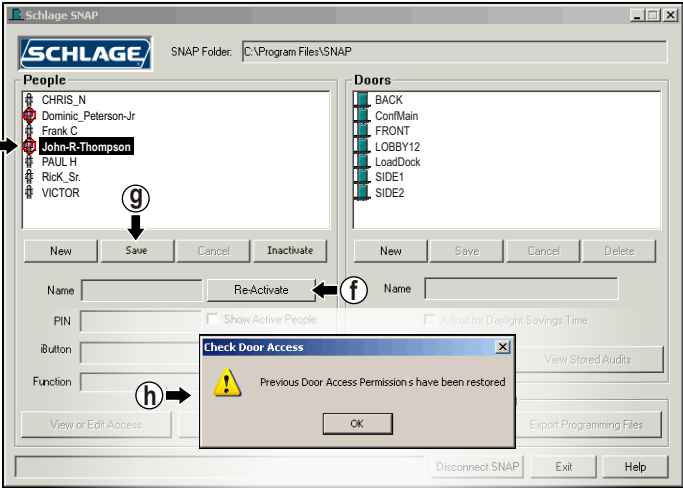 Schlage SNAP
SCHLAGE
SNAP Folder: C:\Program Files\SNAP
People
CHRIS_N
Dominic_Peterson-Jr
Frank C
John-R-Thompson
PAUL H
RicK_Sr.
VICTOR
g
New Save Cancel Inactivate
Name Re-Activate f
PIN Show Active People
iButton
Function
View or Edit Access
Doors
BACK
ConfMain
FRONT
LOBBY12
LoadDock
SIDE1
SIDE2
New Save Cancel Delete
Name
Adjust for Daylight Savings Time
View Stored Audits
Export Programming Files
h
Check Door Access
Previous Door Access Permission s have been restored
OK
Disconnect SNAP Exit Help